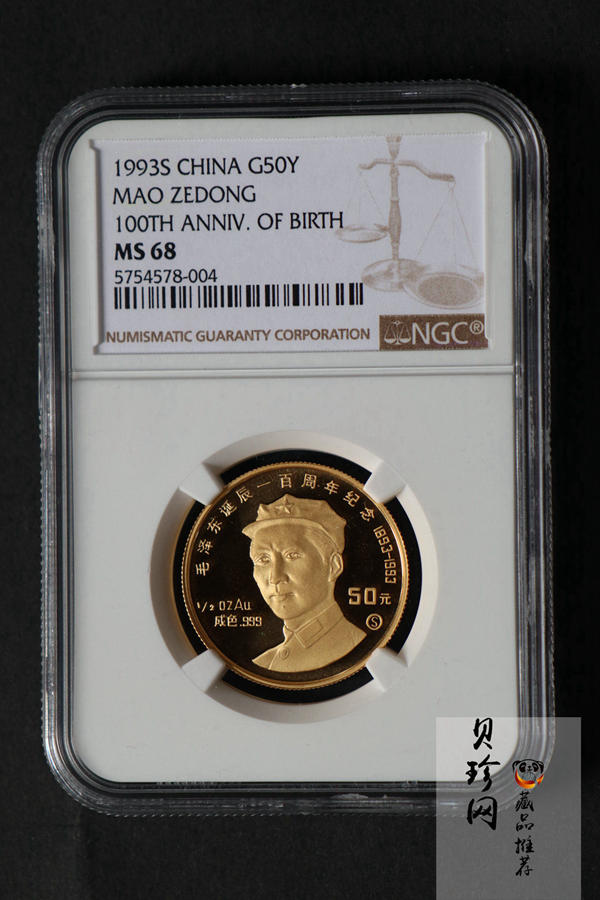 1993S CHINA G50Y
MAO ZEDONG
100TH ANNIV. OF BIRTH
MS 68
5754578-004
NUMISMATIC GUARANTY CORPORATION
NGC®
毛泽东诞辰一百周年纪念 1893-1993
1/2 OZ Au.
成色.999
50元
S
贝珍网
藏品推荐